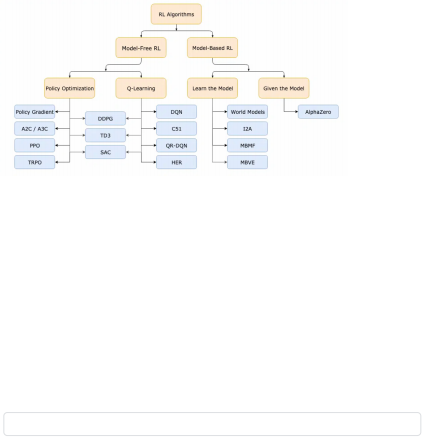 RL Algorithms
Model-Free RL
Model-Based RL
Policy Optimization
Q-Learning
Learn the Model
Given the Model
Policy Gradient
A2C / A3C
PPO
TRPO
DDPG
TD3
SAC
DQN
C51
QR-DQN
HER
World Models
I2A
MBMF
MBVE
AlphaZero